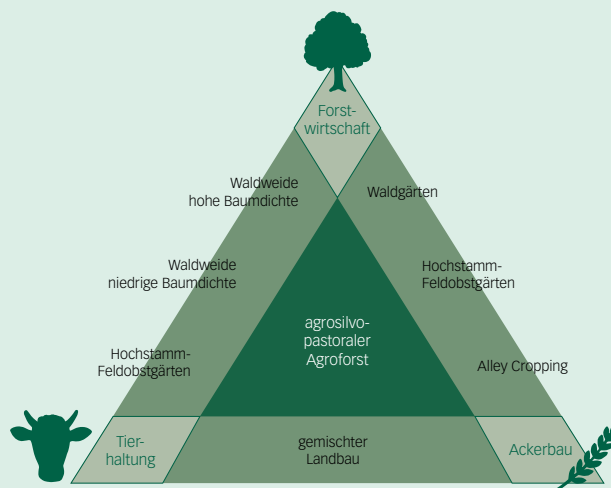 Forst-
wirtschaft
Waldweide
hohe Baumdichte
Waldgärten
Waldweide
niedrige Baumdichte
Hochstamm-
Feldobstgärten
agrosilvo-
pastoraler
Agroforst
Hochstamm-
Feldobstgärten
Alley Cropping
Tier-
haltung
gemischter
Landbau
Ackerbau